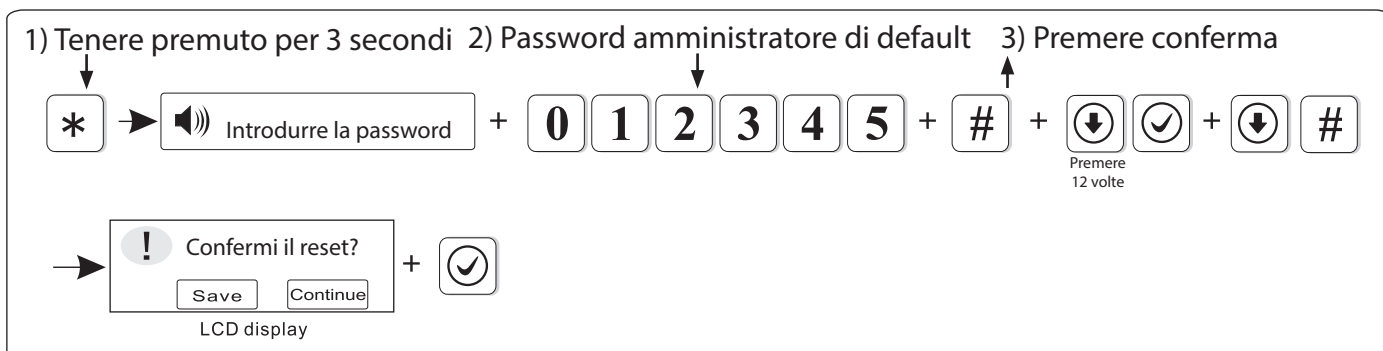 1) Tenere premuto per 3 secondi 2) Password amministratore di default 3) Premere conferma
* Introdurre la password + 0 1 2 3 4 5 + # + + #
Premere
12 volte
! Confermi il reset? +
Save Continue
LCD display